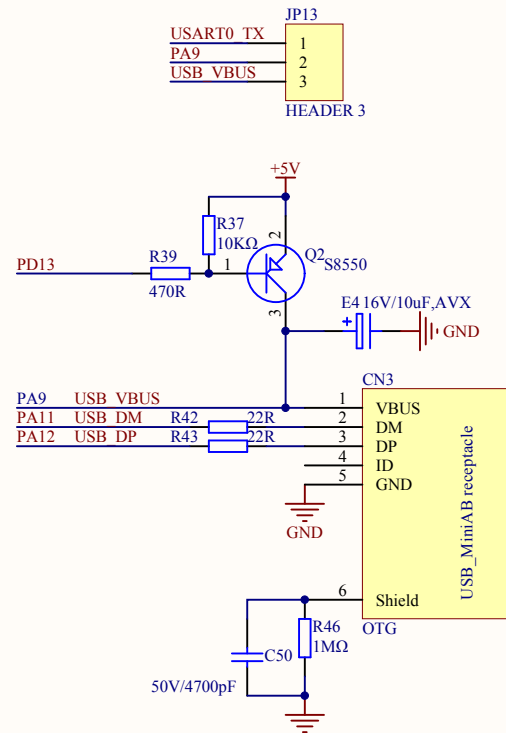 JP13
USART0_TX 1
PA9 2
USB_VBUS 3
HEADER 3
+5V
R37
10KΩ
2
Q2
S8550
R39
PD13 1
470R
3
E4 16V/10uF,AVX
GND
CN3
PA9 USB_VBUS 1 VBUS
PA11 USB_DM R42 22R 2 DM
PA12 USB_DP R43 22R 3 DP
4 ID
5 GND
GND
USB_MiniAB receptacle
6 Shield
OTG
R46
1MΩ
C50
50V/4700pF